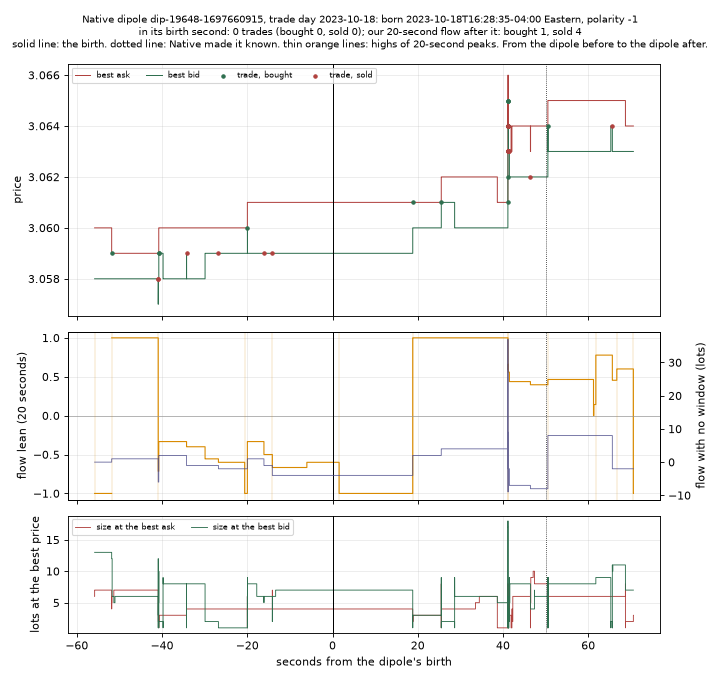 Native dipole dip-19648-1697660915, trade day 2023-10-18: born 2023-10-18T16:28:35-04:00 Eastern, polarity -1
in its birth second: 0 trades (bought 0, sold 0); our 20-second flow after it: bought 1, sold 4
solid line: the birth. dotted line: Native made it known. thin orange lines: highs of 20-second peaks. From the dipole before to the dipole after.
best ask
best bid
trade, bought
trade, sold
3.066
3.064
3.062
3.060
3.058
price
1.0
0.5
0.0
−0.5
−1.0
flow lean (20 seconds)
30
20
10
0
−10
flow with no window (lots)
size at the best ask
size at the best bid
15
10
5
lots at the best price
−60
−40
−20
0
20
40
60
seconds from the dipole's birth